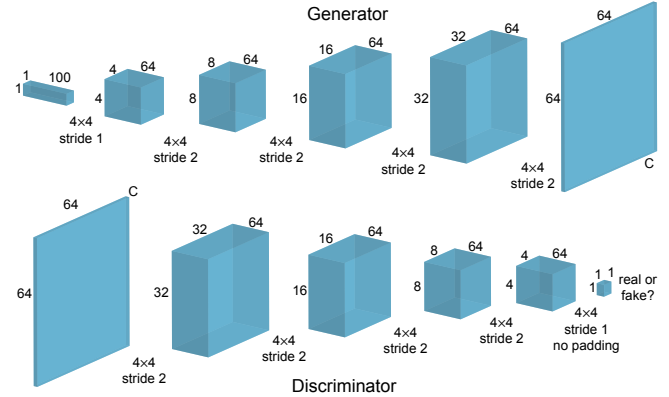 Generator
1
100
1
4×4
stride 1
4
64
4
4×4
stride 2
8
64
8
4×4
stride 2
16
64
16
4×4
stride 2
32
64
32
4×4
stride 2
64
64
C
64
C
64
4×4
stride 2
32
64
32
4×4
stride 2
16
64
16
4×4
stride 2
8
64
8
4×4
stride 2
4
64
4
4×4
stride 1
no padding
1
1
1
real or
fake?
Discriminator